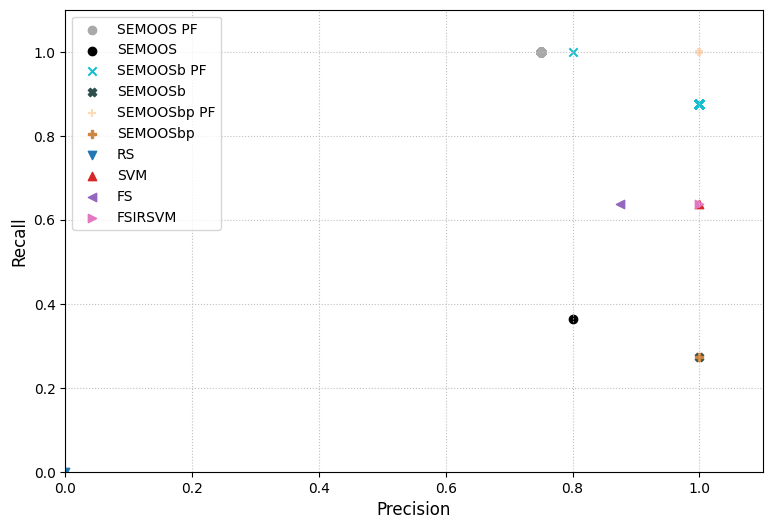 SEMOOS PF
SEMOOS
SEMOOSb PF
SEMOOSb
SEMOOSbp PF
SEMOOSbp
RS
SVM
FS
FSIRSVM
1.0
0.8
0.6
0.4
0.2
0.0
Recall
0.0 0.2 0.4 0.6 0.8 1.0
Precision